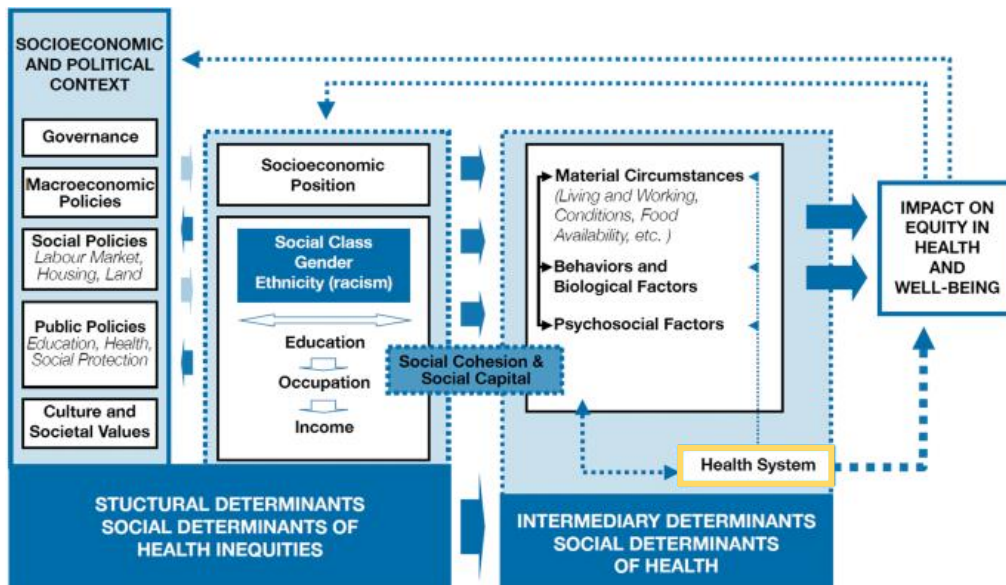 SOCIOECONOMIC
AND POLITICAL
CONTEXT
Governance
Macroeconomic
Policies
Social Policies
Labour Market,
Housing, Land
Public Policies
Education, Health,
Social Protection
Culture and
Societal Values
Socioeconomic
Position
Social Class
Gender
Ethnicity (racism)
Education
Occupation
Income
Social Cohesion &
Social Capital
Material Circumstances
(Living and Working,
Conditions, Food
Availability, etc. )
Behaviors and
Biological Factors
Psychosocial Factors
Health System
IMPACT ON
EQUITY IN
HEALTH
AND
WELL-BEING
STUCTURAL DETERMINANTS
SOCIAL DETERMINANTS OF
HEALTH INEQUITIES
INTERMEDIARY DETERMINANTS
SOCIAL DETERMINANTS
OF HEALTH